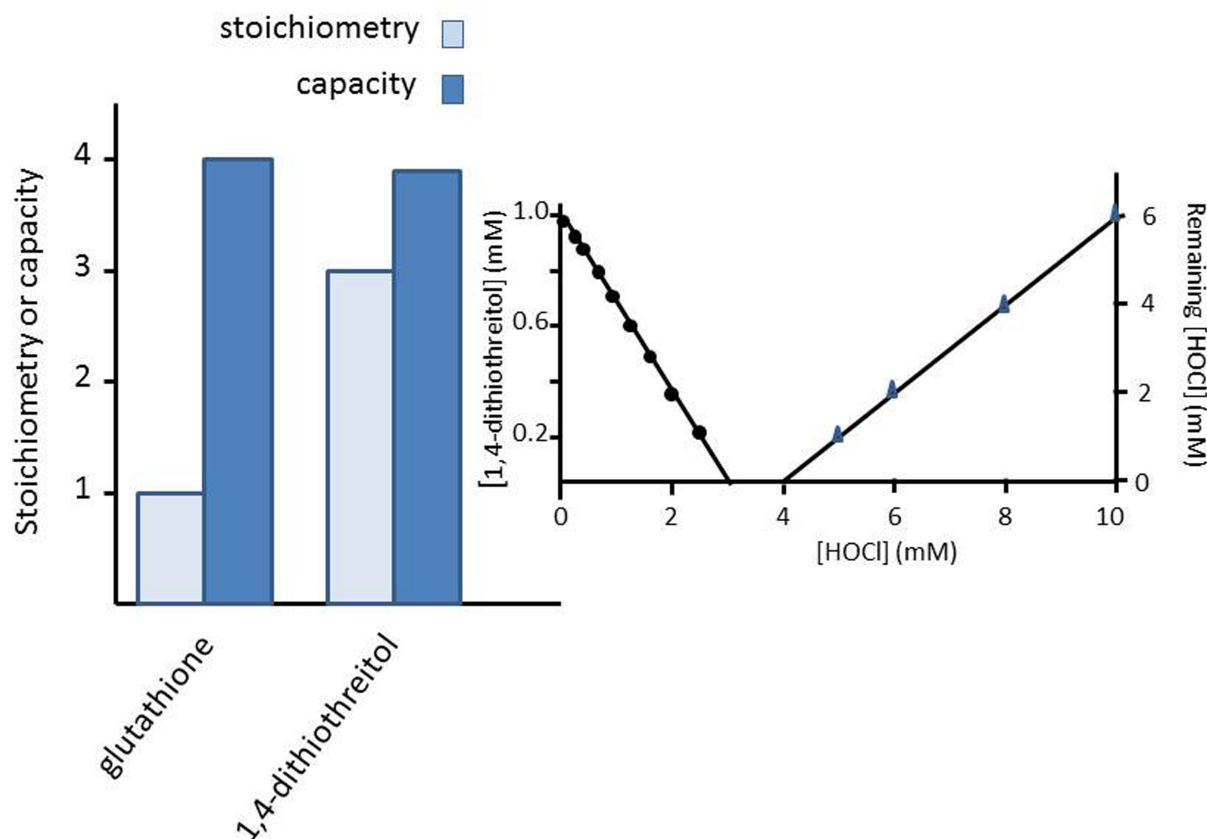 stoichiometry
capacity
Stoichiometry or capacity
4
3
2
1
glutathione
1,4-dithiothreitol
[1,4-dithiothreitol] (mM)
1.0
0.6
0.2
0
2
4
6
8
10
[HOCl] (mM)
6
4
2
0
Remaining [HOCl] (mM)